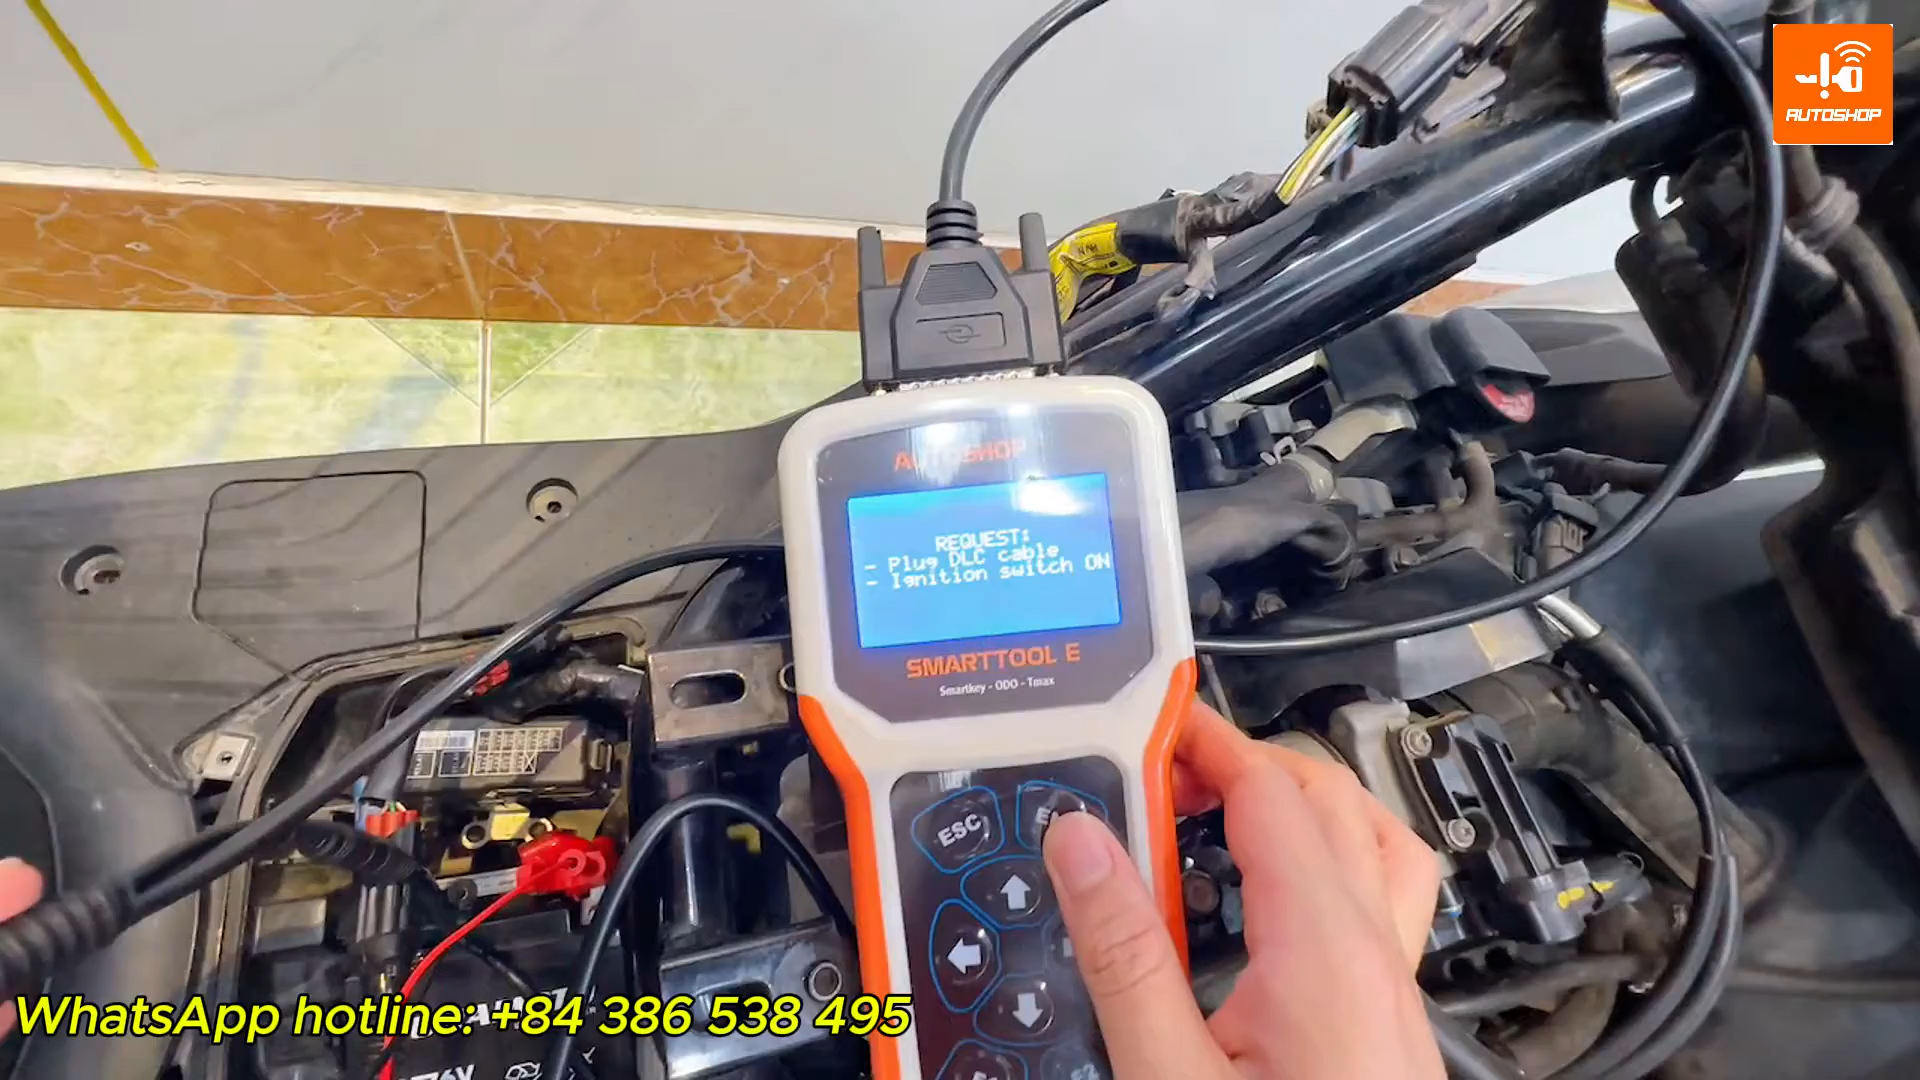 AUTOSHOP
NAH
AUTOSHOP
REQUEST:
- Plug DLC cable.
- Ignition switch ON
SMARTTOOL E
Smartkey - ODO - Tmax
ESC
WhatsApp hotline: +84 386 538 495